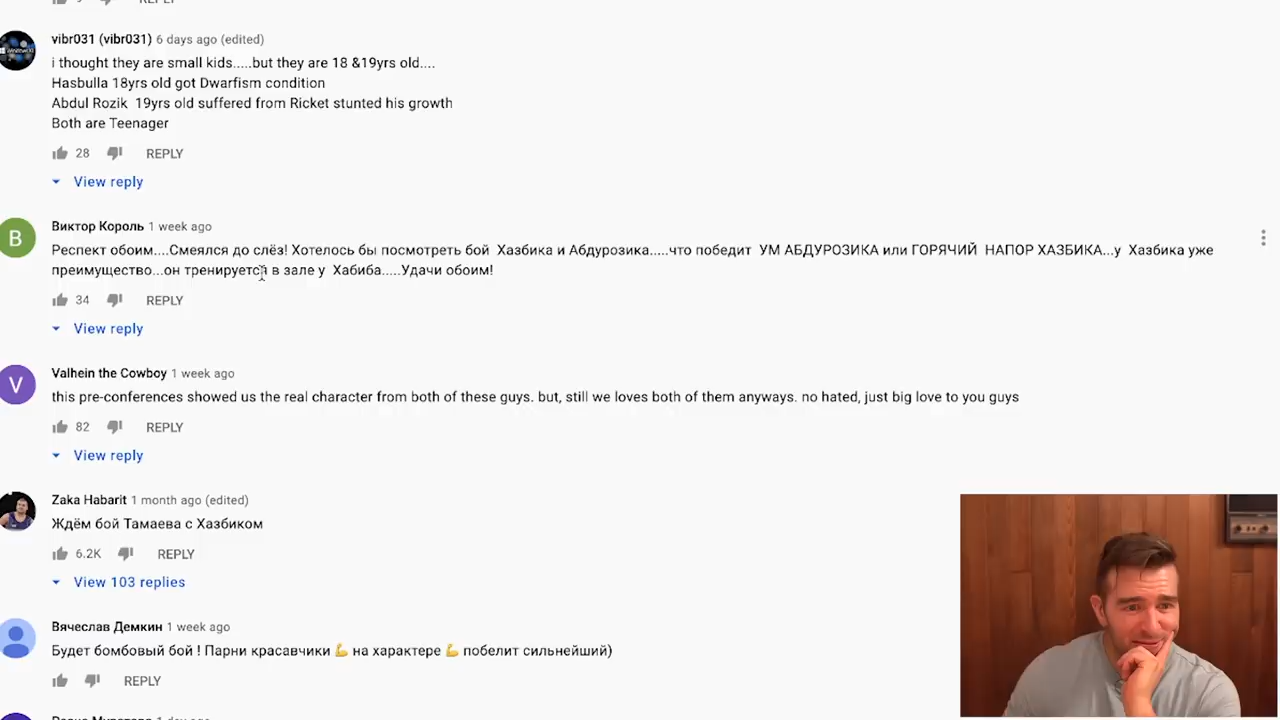 REPLY
vibr031 (vibr031) 6 days ago (edited)
i thought they are small kids.....but they are 18 &19yrs old....
Hasbulla 18yrs old got Dwarfism condition
Abdul Rozik 19yrs old suffered from Ricket stunted his growth
Both are Teenager
28 REPLY
View reply
В
Виктор Король 1 week ago
Респект обоим....Смеялся до слёз! Хотелось бы посмотреть бой Хазбика и Абдурозика.....что победит УМ АБДУРОЗИКА или ГОРЯЧИЙ НАПОР ХАЗБИКА...у Хазбика уже
преимущество...он тренируется в зале у Хабиба.....Удачи обоим!
34 REPLY
View reply
V
Valhein the Cowboy 1 week ago
this pre-conferences showed us the real character from both of these guys. but, still we loves both of them anyways. no hated, just big love to you guys
82 REPLY
View reply
Zaka Habarit 1 month ago (edited)
Ждём бой Тамаева с Хазбиком
6.2K REPLY
View 103 replies
Вячеслав Демкин 1 week ago
Будет бомбовый бой ! Парни красавчики 💪 на характере 💪 побелит сильнейший)
REPLY